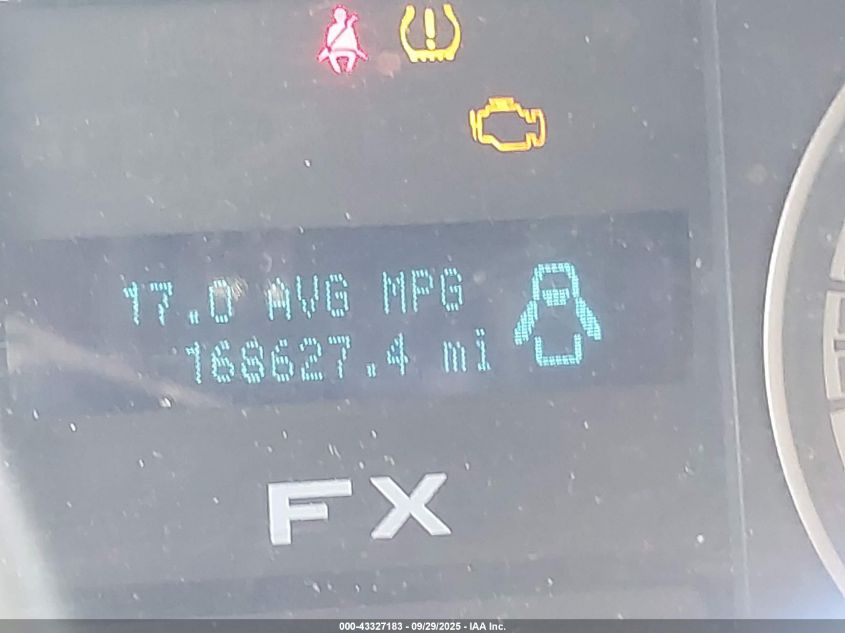 17.0 AVG MPG
168627.4 mi
FX
000-43327183 - 09/29/2025 - IAA Inc.